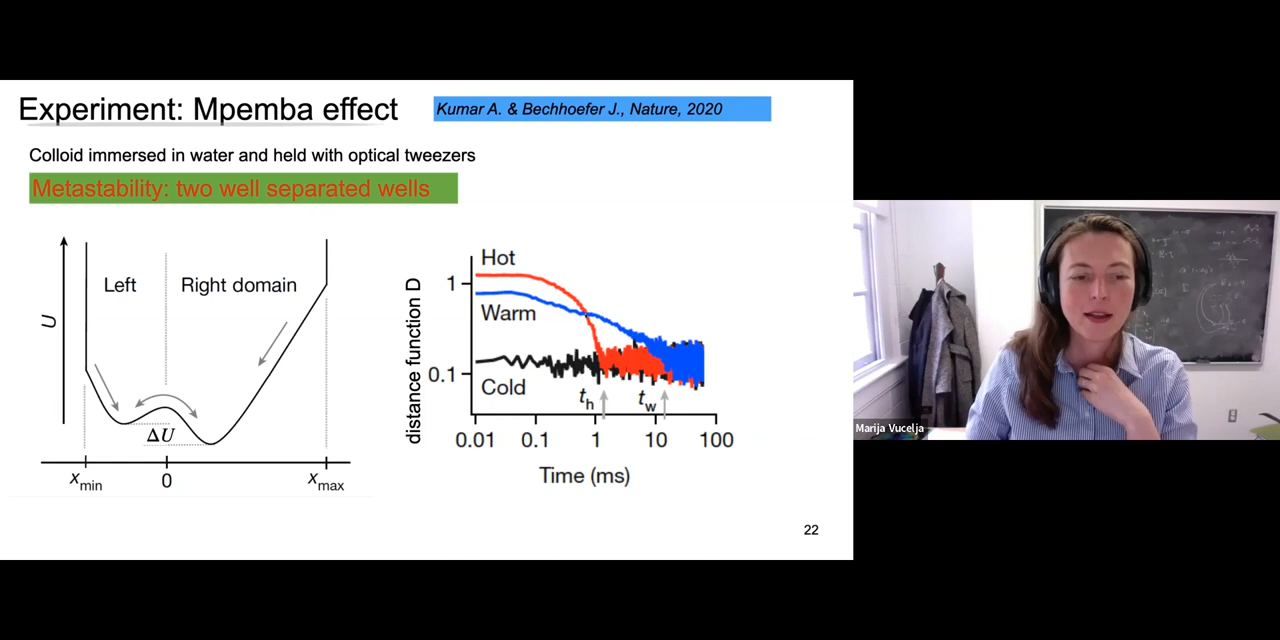 Experiment: Mpemba effect
Kumar A. & Bechhoefer J., Nature, 2020
Colloid immersed in water and held with optical tweezers
Metastability: two well separated wells
U
Left
Right domain
ΔU
x_min
0
x_max
distance function D
1
0.1
Hot
Warm
Cold
t_h
t_w
0.01
0.1
1
10
100
Time (ms)
22
Marija Vucelja